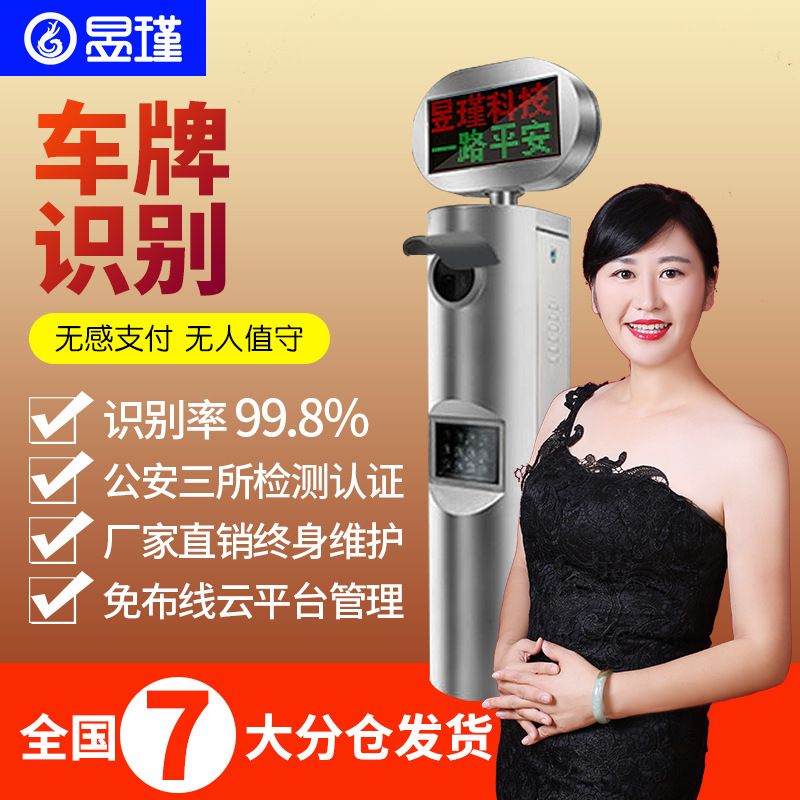 昱瑾
昱瑾科技
一路平安
车牌
识别
无感支付 无人值守
识别率 99.8%
公安三所检测认证
厂家直销终身维护
免布线云平台管理
全国7大分仓发货